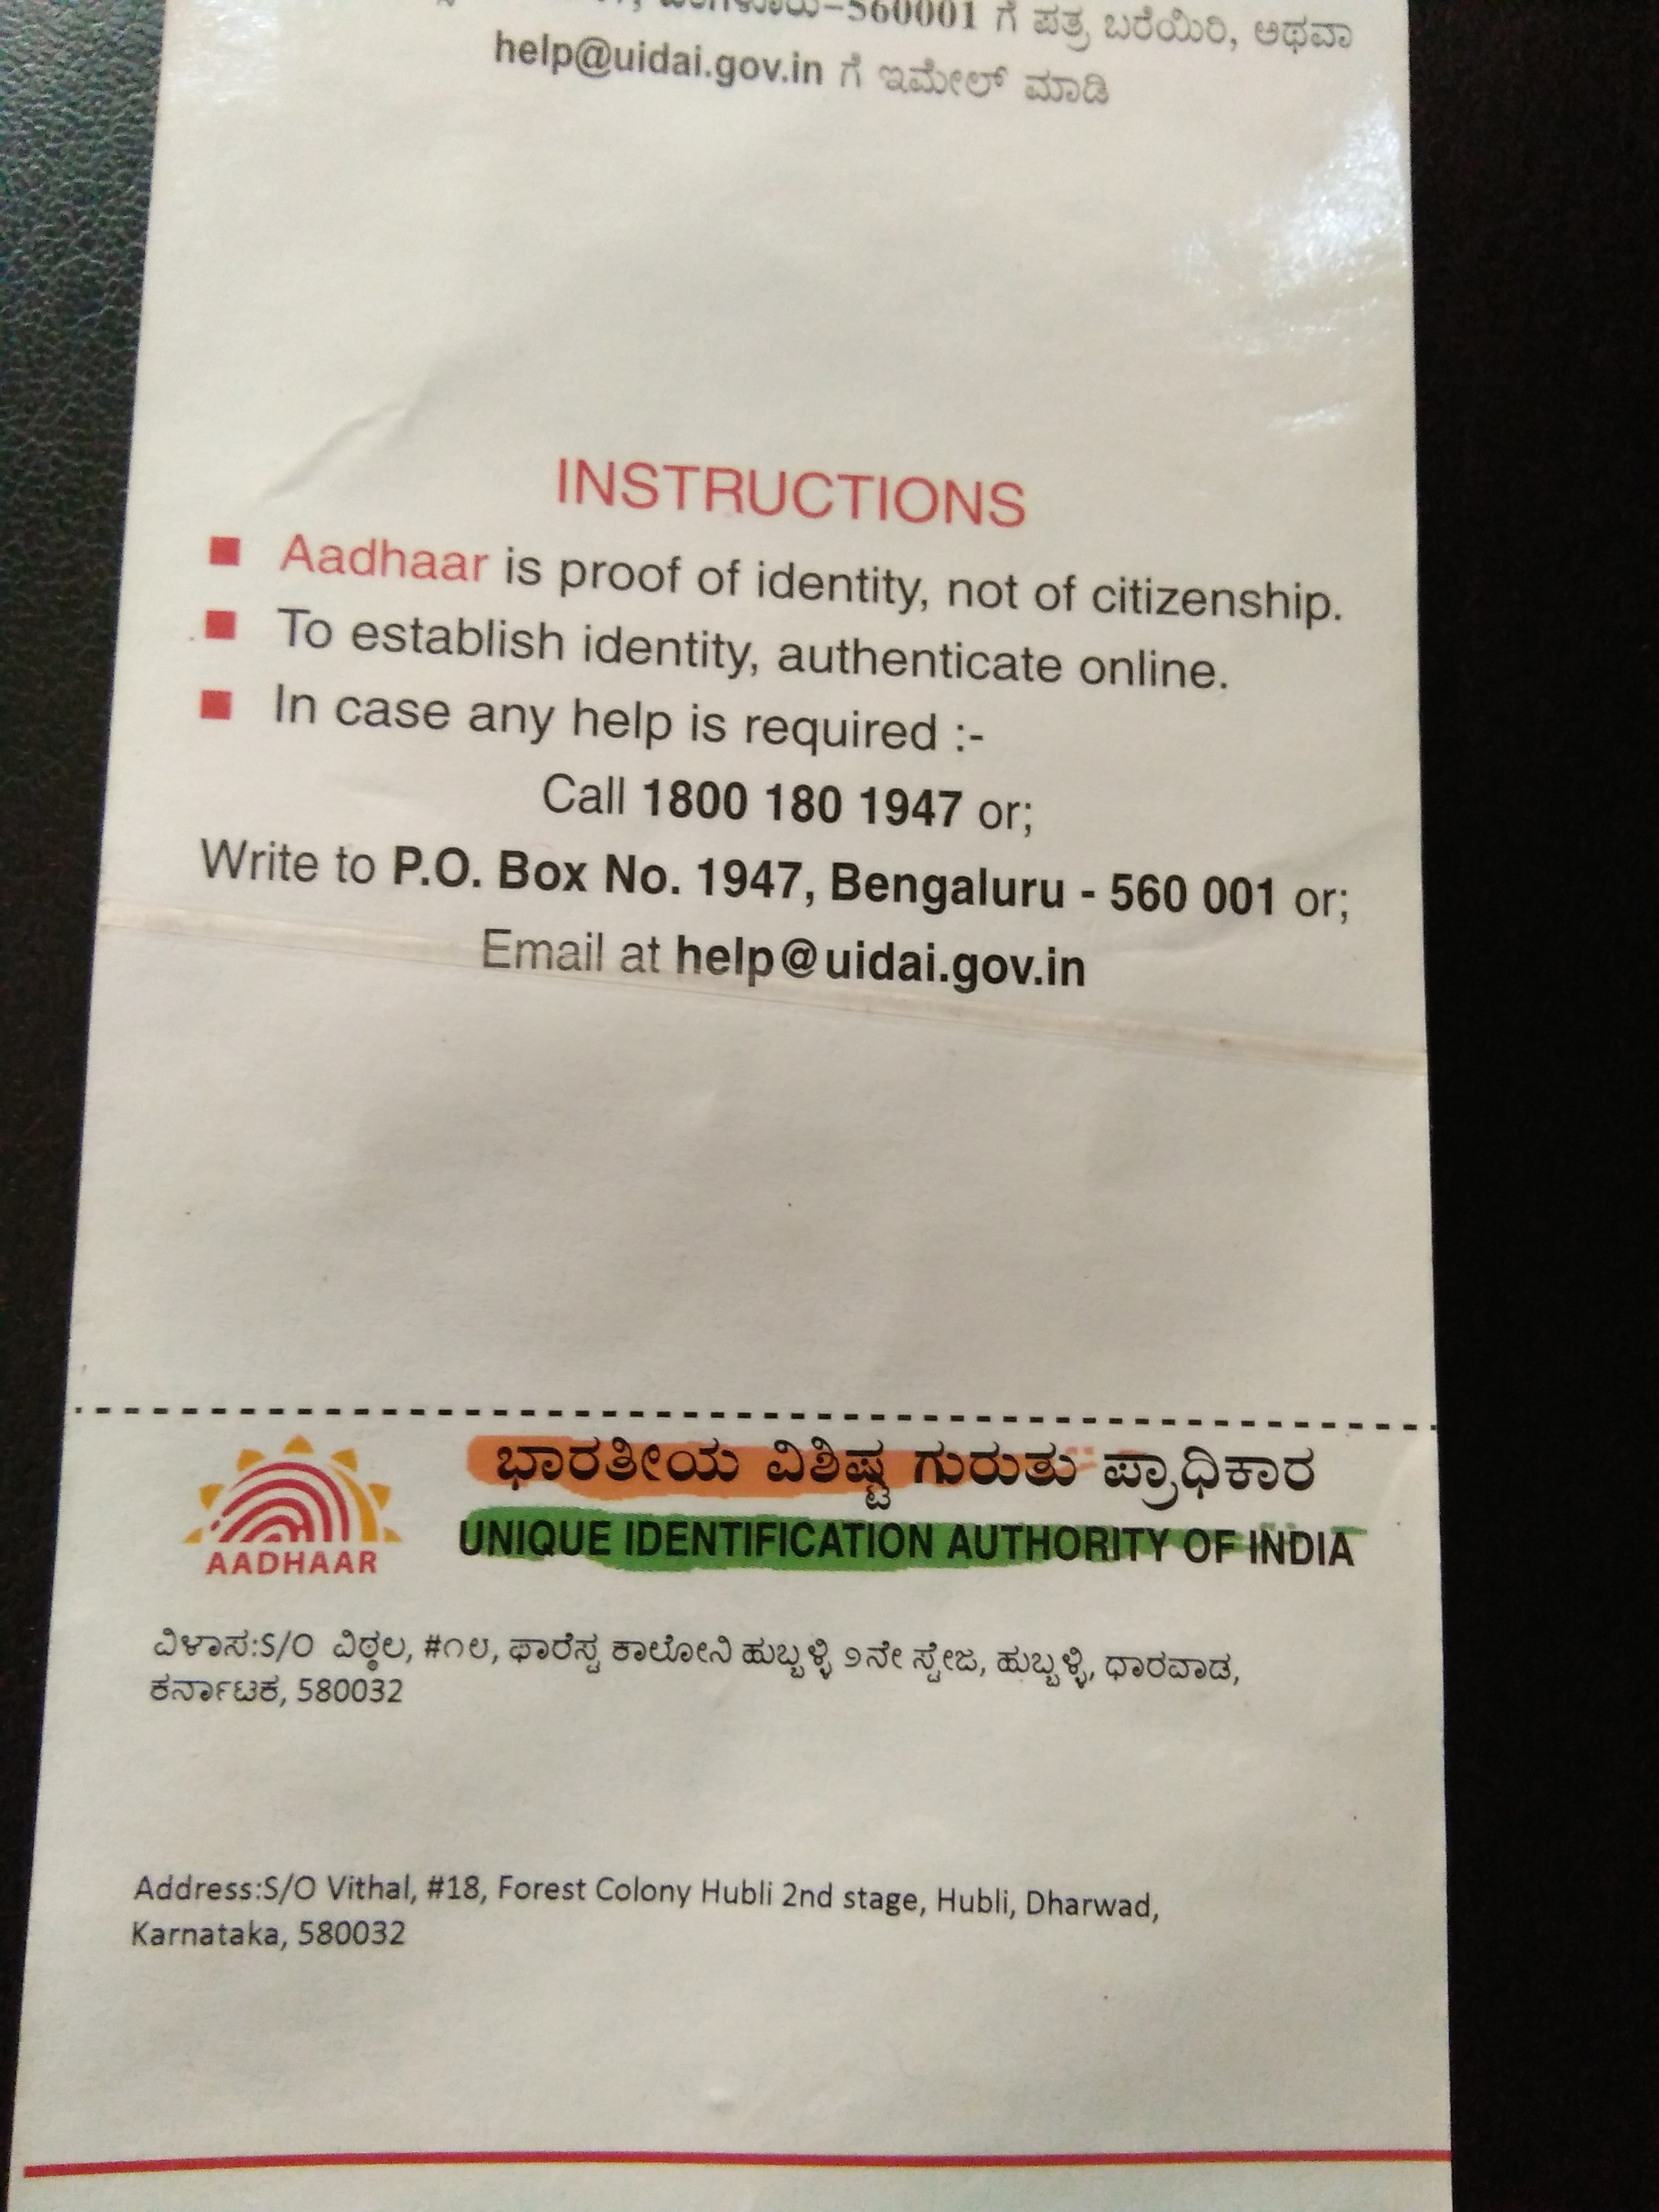 560001 ಗೆ ಪತ್ರ ಬರೆಯಿರಿ, ಅಥವಾ
help@uidai.gov.in ಗೆ ಇಮೇಲ್ ಮಾಡಿ
INSTRUCTIONS
■ Aadhaar is proof of identity, not of citizenship.
■ To establish identity, authenticate online.
■ In case any help is required :-
Call 1800 180 1947 or;
Write to P.O. Box No. 1947, Bengaluru - 560 001 or;
Email at help@uidai.gov.in
ಭಾರತೀಯ ವಿಶಿಷ್ಟ ಗುರುತು ಪ್ರಾಧಿಕಾರ
UNIQUE IDENTIFICATION AUTHORITY OF INDIA
AADHAAR
ವಿಳಾಸ:S/O ವಿಠ್ಠಲ, #೧೮, ಫಾರೆಸ್ಟ ಕಾಲೋನಿ ಹುಬ್ಬಳ್ಳಿ ೨ನೇ ಸ್ಟೇಜ, ಹುಬ್ಬಳ್ಳಿ, ಧಾರವಾಡ,
ಕರ್ನಾಟಕ, 580032
Address:S/O Vithal, #18, Forest Colony Hubli 2nd stage, Hubli, Dharwad,
Karnataka, 580032